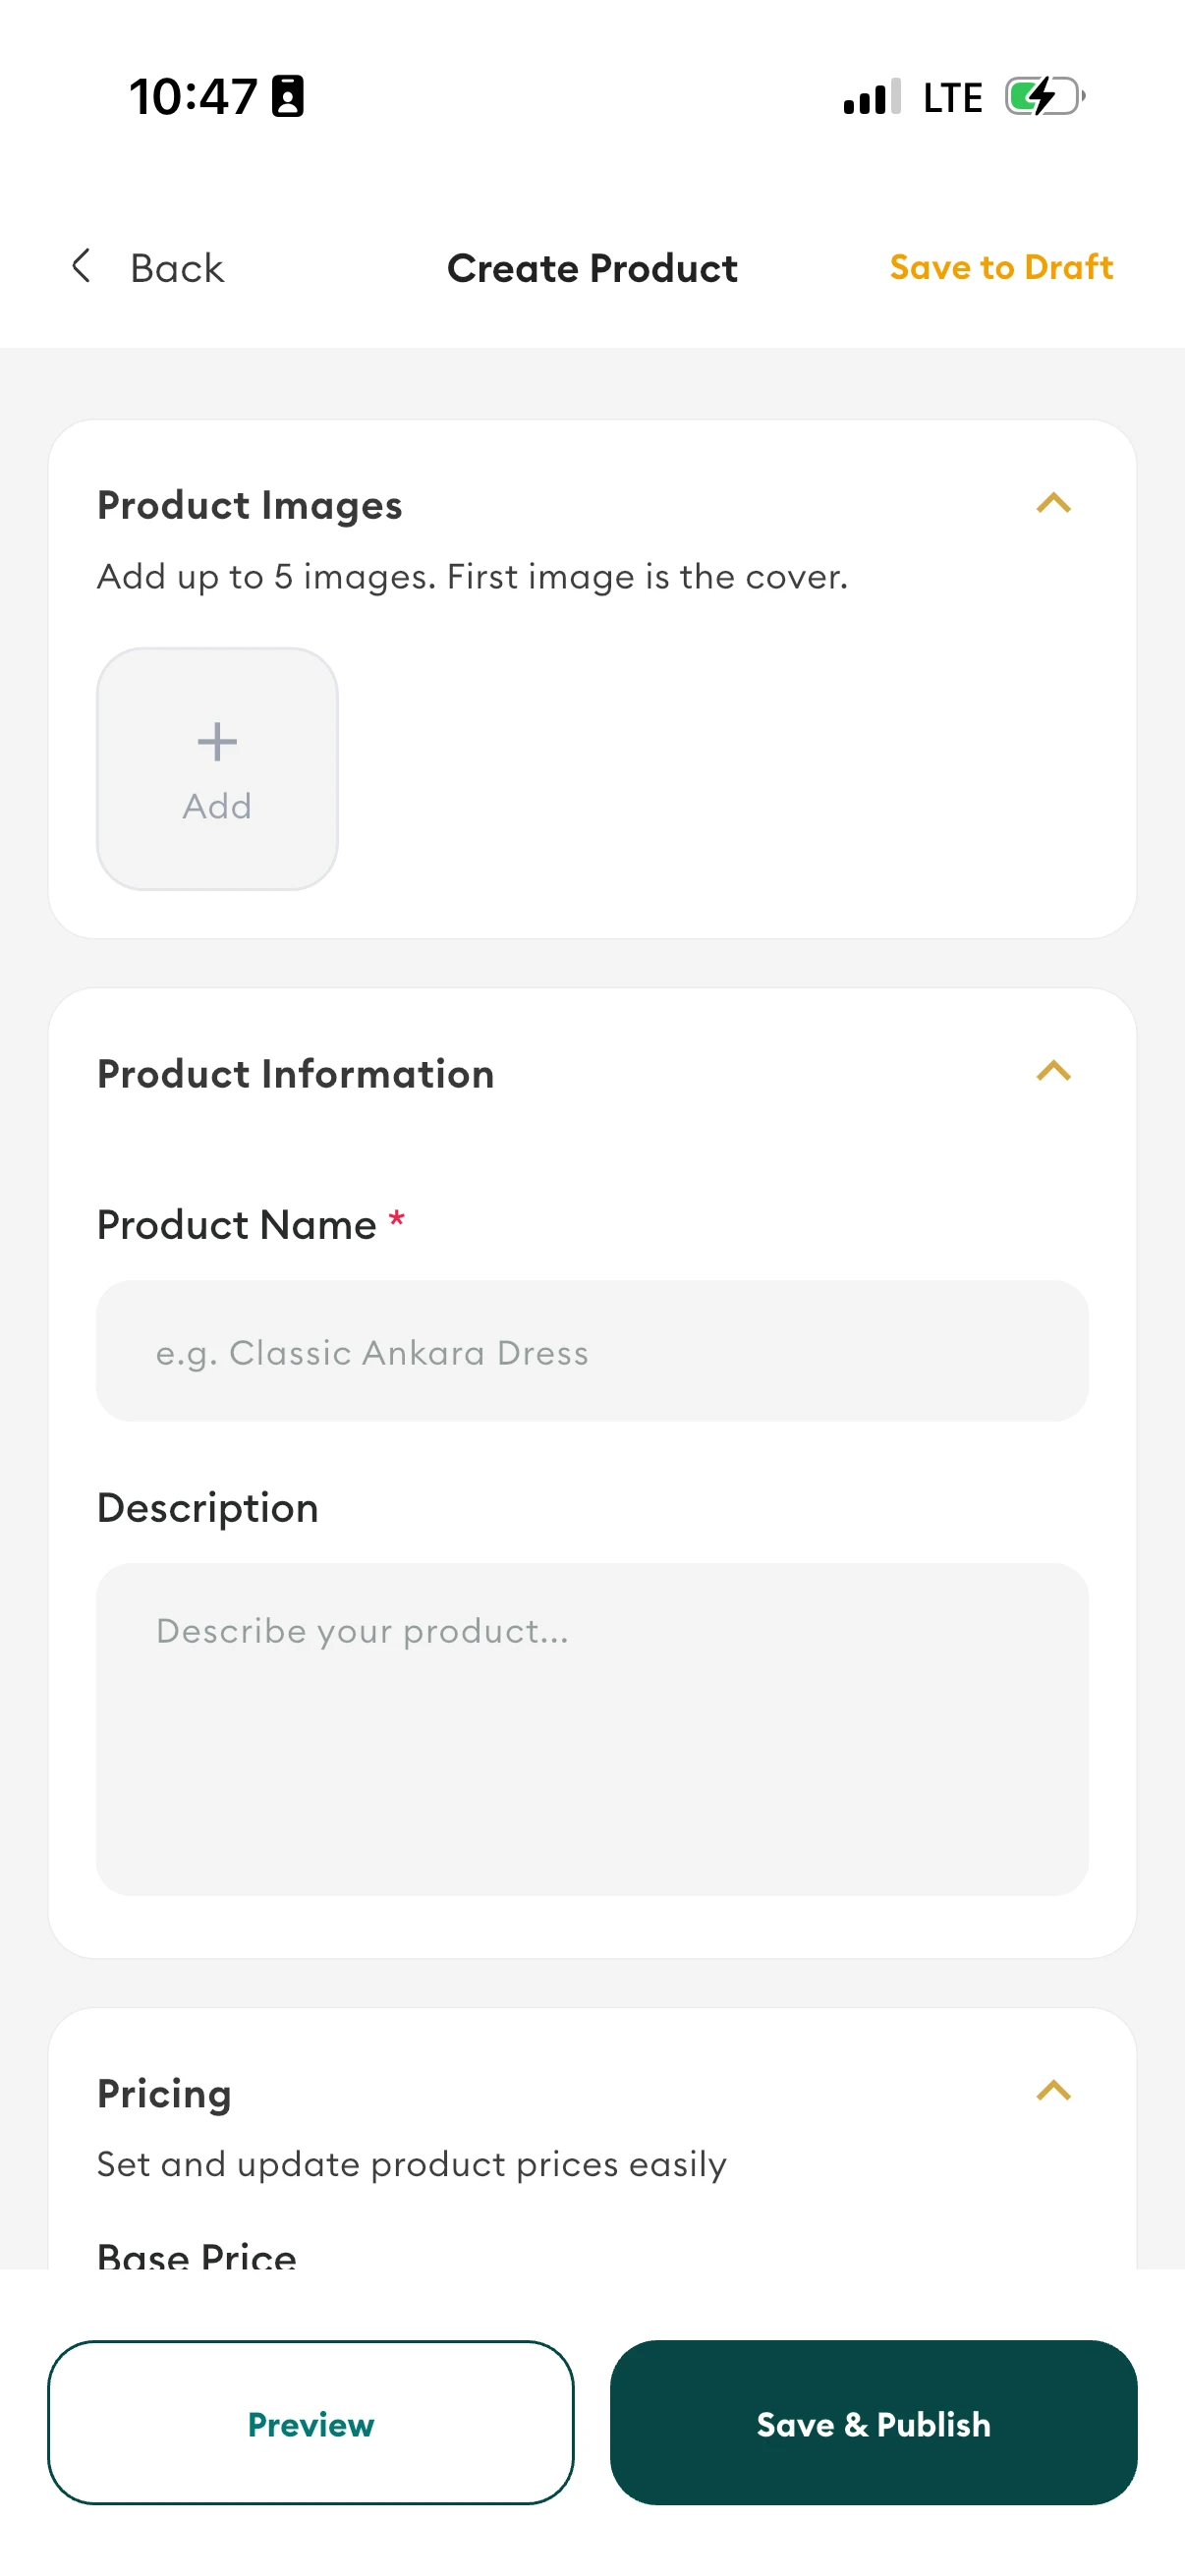 10:47
LTE
Back
Create Product
Save to Draft
Product Images
Add up to 5 images. First image is the cover.
Add
Product Information
Product Name *
e.g. Classic Ankara Dress
Description
Describe your product...
Pricing
Set and update product prices easily
Base Price
Preview
Save & Publish